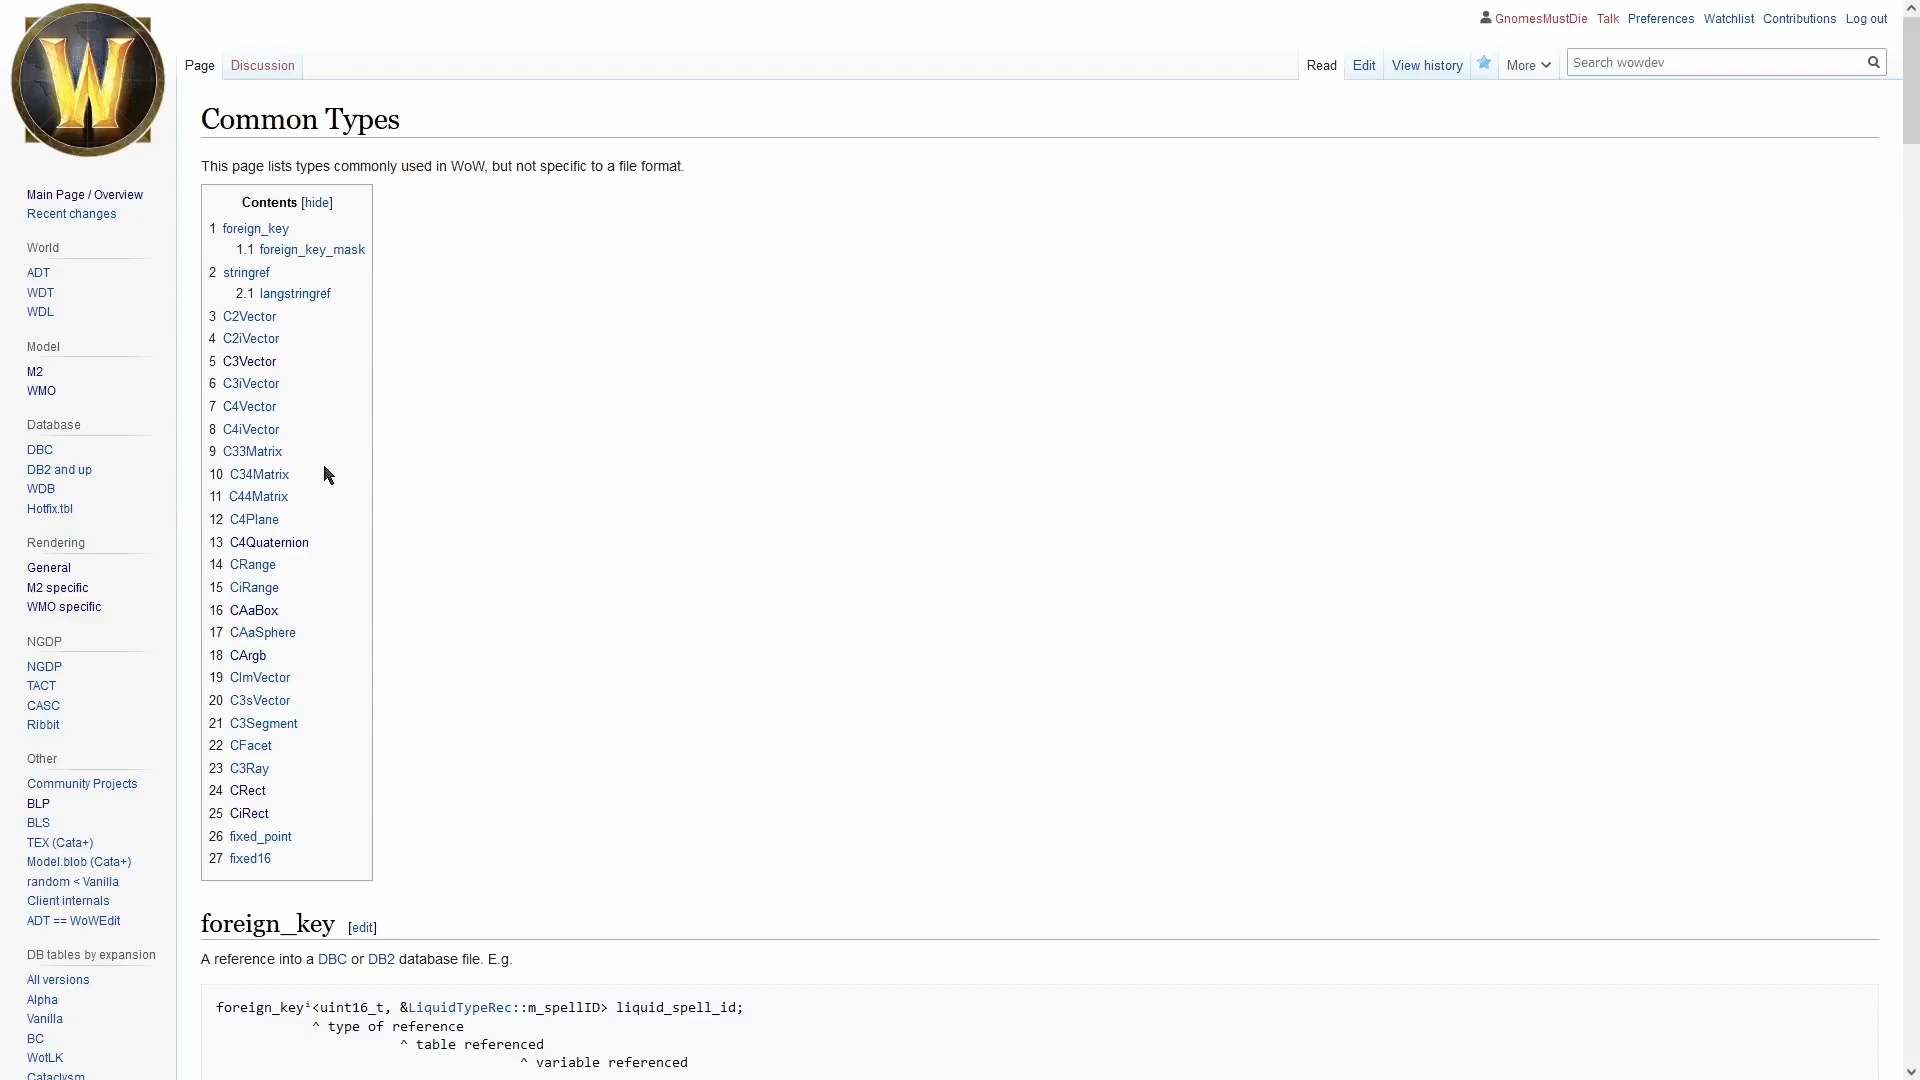 GnomesMustDie Talk Preferences Watchlist Contributions Log out
Page Discussion Read Edit View history More Search wowdev
W
Common Types
This page lists types commonly used in WoW, but not specific to a file format.
Contents [hide]
1 foreign_key
1.1 foreign_key_mask
2 stringref
2.1 langstringref
3 C2Vector
4 C2iVector
5 C3Vector
6 C3iVector
7 C4Vector
8 C4iVector
9 C33Matrix
10 C34Matrix
11 C44Matrix
12 C4Plane
13 C4Quaternion
14 CRange
15 CiRange
16 CAaBox
17 CAaSphere
18 CArgb
19 CImVector
20 C3sVector
21 C3Segment
22 CFacet
23 C3Ray
24 CRect
25 CiRect
26 fixed_point
27 fixed16
foreign_key [edit]
A reference into a DBC or DB2 database file. E.g.
foreign_keyⁱ<uint16_t, &LiquidTypeRec::m_spellID> liquid_spell_id;
^ type of reference
^ table referenced
^ variable referenced
Main Page / Overview
Recent changes
World
ADT
WDT
WDL
Model
M2
WMO
Database
DBC
DB2 and up
WDB
Hotfix.tbl
Rendering
General
M2 specific
WMO specific
NGDP
NGDP
TACT
CASC
Ribbit
Other
Community Projects
BLP
BLS
TEX (Cata+)
Model.blob (Cata+)
random < Vanilla
Client internals
ADT == WoWEdit
DB tables by expansion
All versions
Alpha
Vanilla
BC
WotLK
Cataclysm